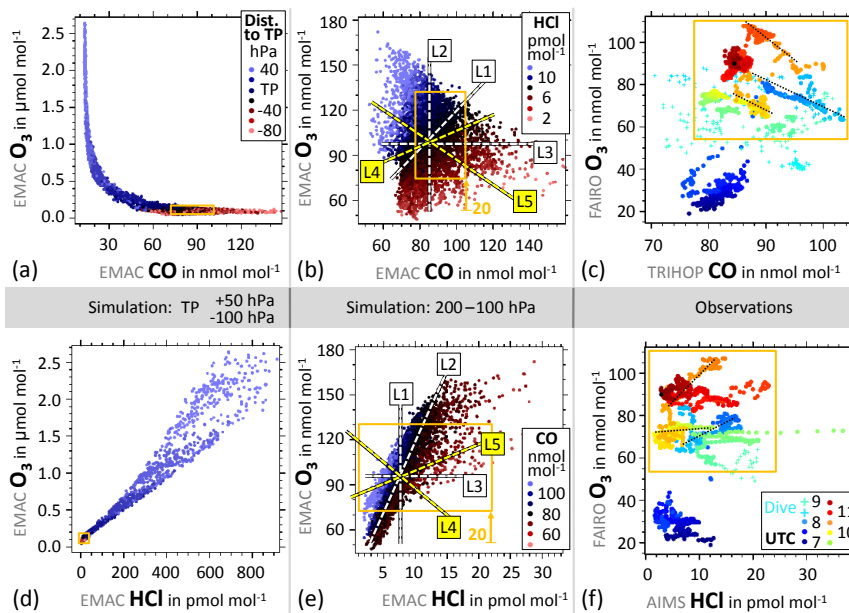 2.5
2.0
1.5
1.0
0.5
0.0
EMAC O₃ in µmol mol⁻¹
Dist.
to TP
hPa
40
TP
-40
-80
0 30 60 90 120
(a)
EMAC CO in nmol mol⁻¹
180
150
120
90
60
EMAC O₃ in nmol mol⁻¹
L2
L1
L3
L4
L5
20
HCl
pmol
mol⁻¹
10
6
2
60 80 100 120 140
(b)
EMAC CO in nmol mol⁻¹
100
80
60
40
20
FAIRO O₃ in nmol mol⁻¹
70 80 90 100
(c)
TRIHOP CO in nmol mol⁻¹
Simulation: TP +50 hPa
-100 hPa
Simulation: 200–100 hPa
Observations
2.5
2.0
1.5
1.0
0.5
0.0
EMAC O₃ in µmol mol⁻¹
0 200 400 600 800
(d)
EMAC HCl in pmol mol⁻¹
180
150
120
90
60
EMAC O₃ in nmol mol⁻¹
L2
L1
L5
L3
L4
20
CO
nmol
mol⁻¹
100
80
60
5 10 15 20 25 30
(e)
EMAC HCl in pmol mol⁻¹
100
80
60
40
20
FAIRO O₃ in nmol mol⁻¹
Dive
UTC
9
8
8
7
11
10
0 10 20 30
(f)
AIMS HCl in pmol mol⁻¹